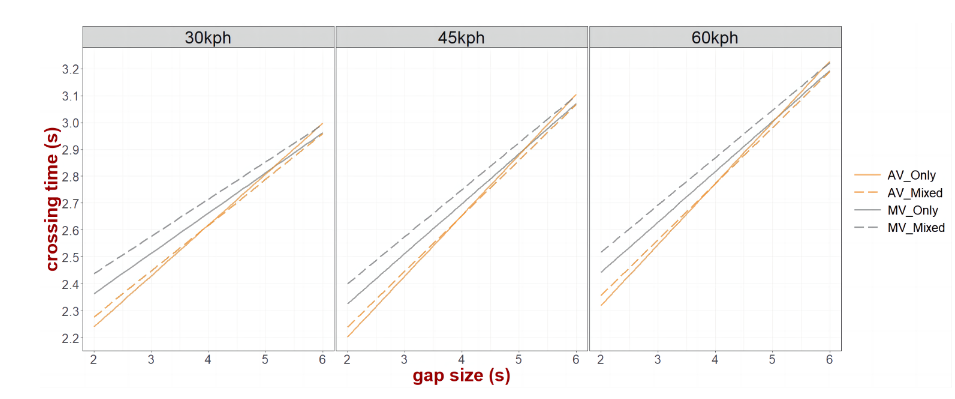 30kph 45kph 60kph
3.2
3.1
3.0
2.9
2.8
2.7
2.6
2.5
2.4
2.3
2.2
crossing time (s)
AV_Only
AV_Mixed
MV_Only
MV_Mixed
2 3 4 5 6 2 3 4 5 6 2 3 4 5 6
gap size (s)